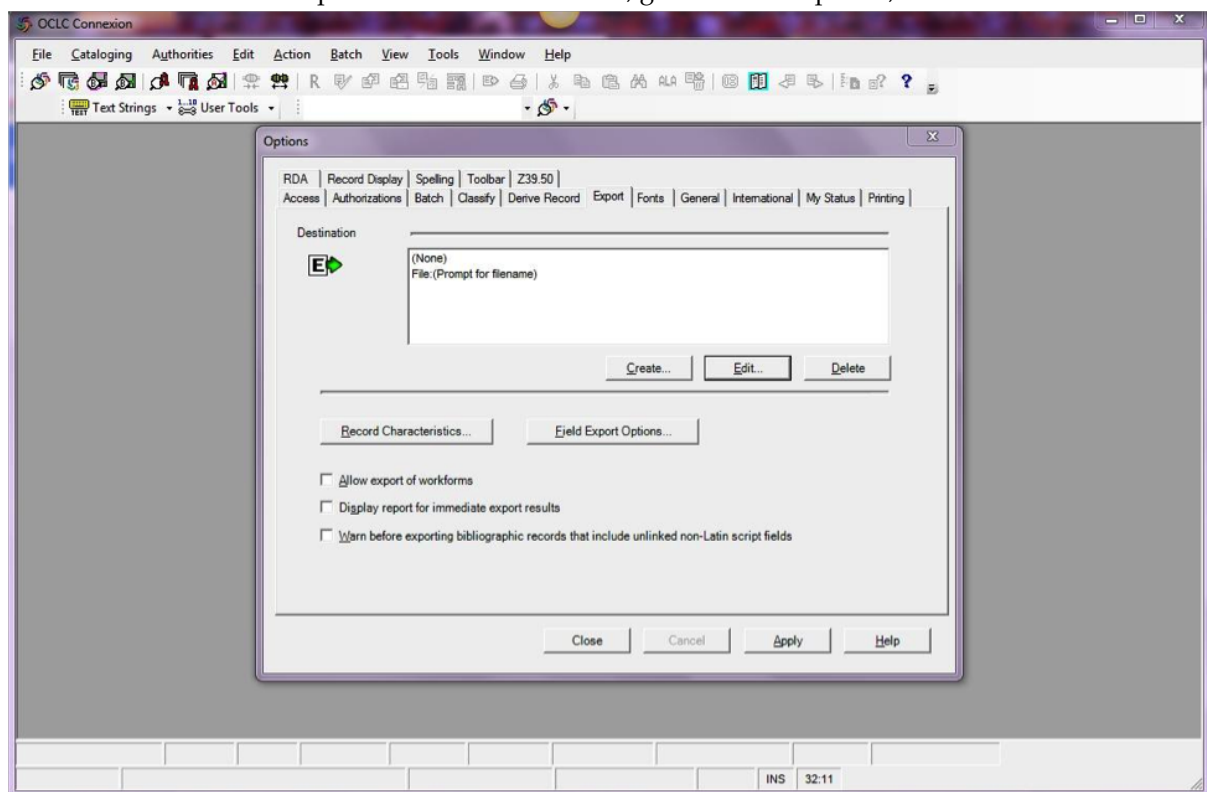 OCLC Connexion
File Cataloging Authorities Edit Action Batch View Tools Window Help
R ALA ?
TEXT Text Strings 1..10 User Tools
Options
RDA Record Display Spelling Toolbar Z39.50
Access Authorizations Batch Classify Derive Record Export Fonts General International My Status Printing
Destination
E
(None)
File:(Prompt for filename)
Create... Edit... Delete
Record Characteristics... Field Export Options...
Allow export of workforms
Display report for immediate export results
Warn before exporting bibliographic records that include unlinked non-Latin script fields
Close Cancel Apply Help
INS 32:11